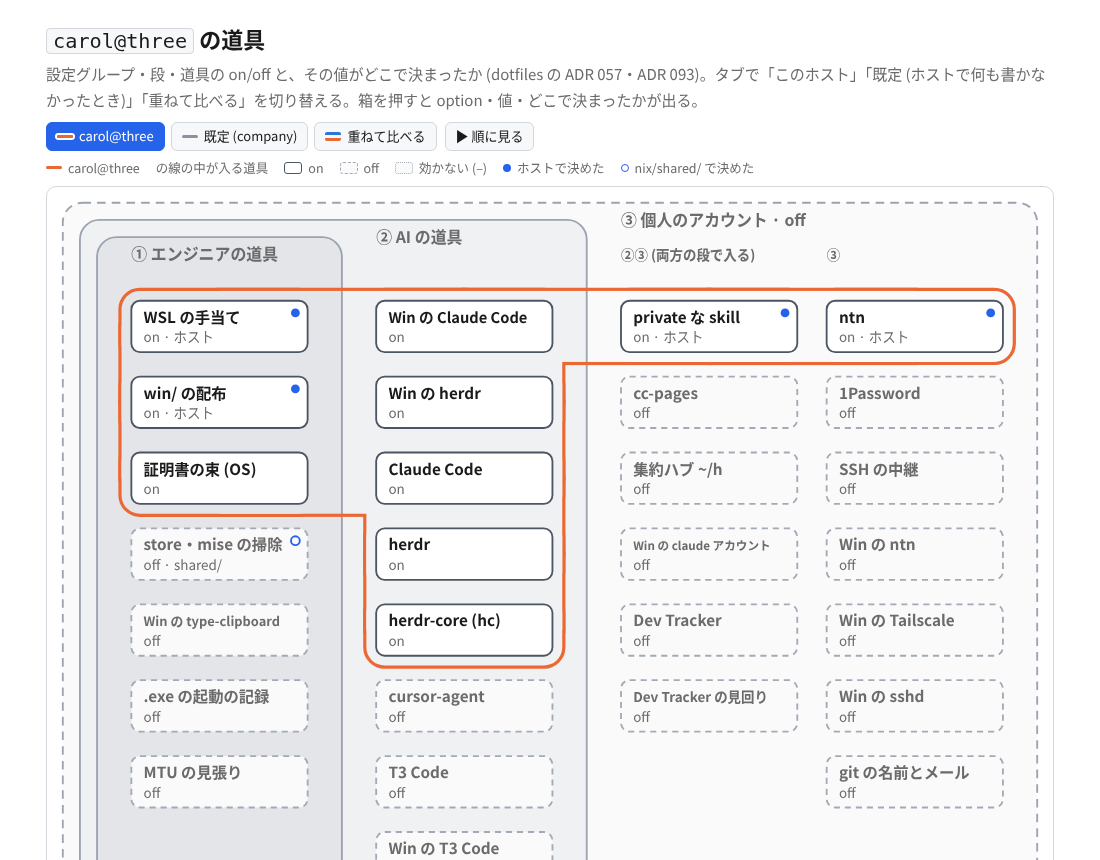 carol@three の道具
設定グループ・段・道具の on/off と、その値がどこで決まったか (dotfiles の ADR 057・ADR 093)。タブで「このホスト」「既定 (ホストで何も書かな
かったとき)」「重ねて比べる」を切り替える。箱を押すと option・値・どこで決まったかが出る。
carol@three 既定 (company) 重ねて比べる ▶ 順に見る
carol@three の線の中が入る道具 on off 効かない (–) ホストで決めた nix/shared/ で決めた
③ 個人のアカウント · off
② AI の道具
① エンジニアの道具
②③ (両方の段で入る)
③
WSL の手当て
on · ホスト
Win の Claude Code
on
private な skill
on · ホスト
ntn
on · ホスト
win/ の配布
on · ホスト
Win の herdr
on
cc-pages
off
1Password
off
証明書の束 (OS)
on
Claude Code
on
集約ハブ ~/h
off
SSH の中継
off
store・mise の掃除
off · shared/
herdr
on
Win の claude アカウント
off
Win の ntn
off
Win の type-clipboard
off
herdr-core (hc)
on
Dev Tracker
off
Win の Tailscale
off
.exe の起動の記録
off
cursor-agent
off
Dev Tracker の見回り
off
Win の sshd
off
MTU の見張り
off
T3 Code
off
git の名前とメール
off
Win の T3 Code